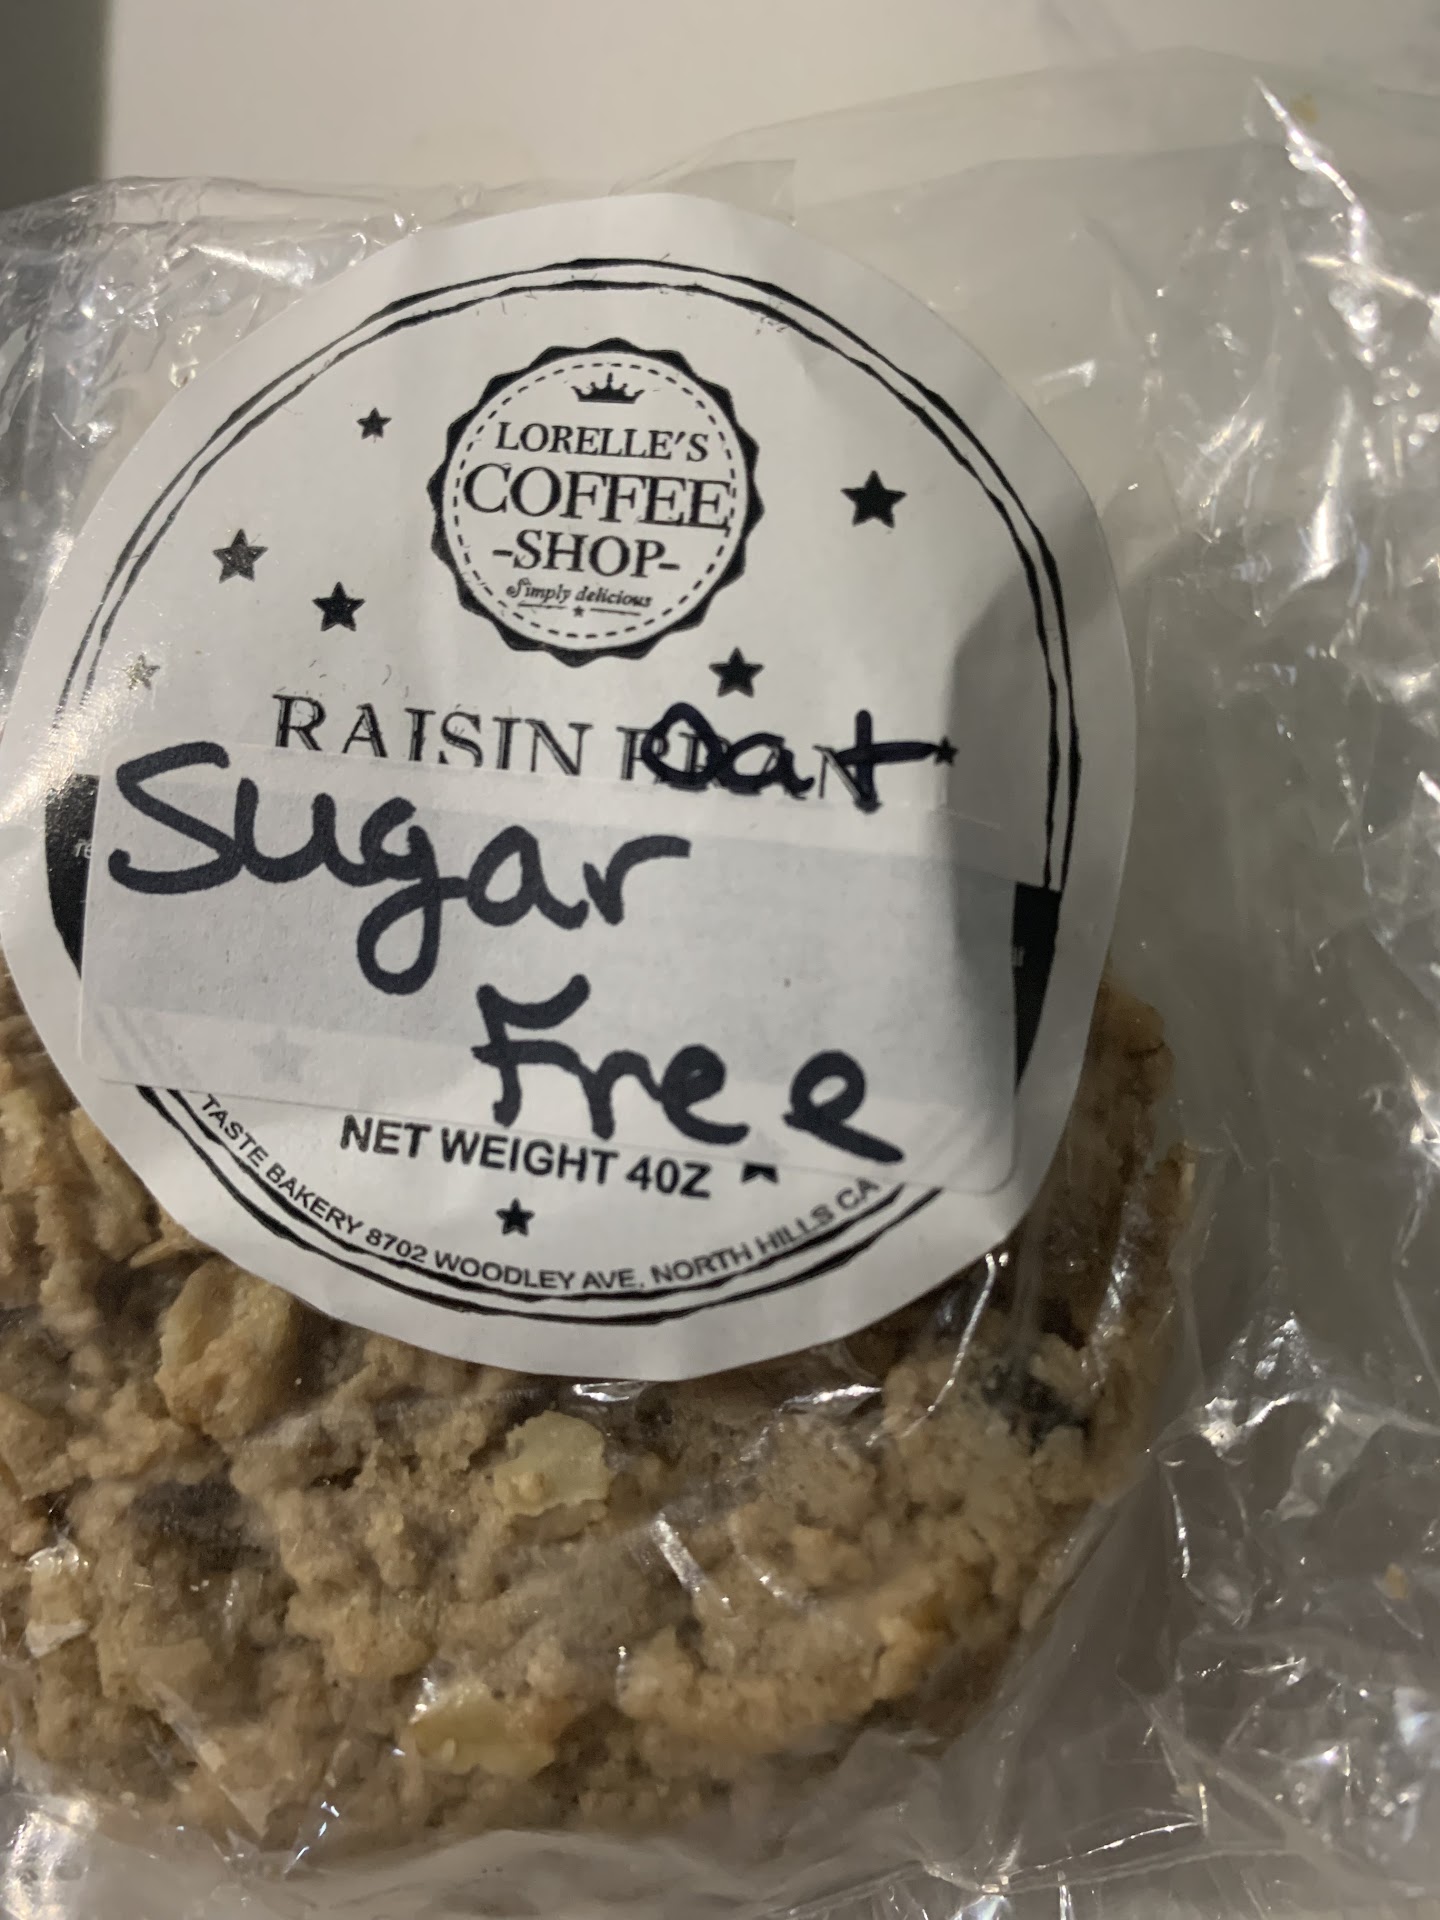 LORELLE'S
COFFEE
-SHOP-
Simply delicious
RAISIN oat
Sugar
Free
NET WEIGHT 4OZ
TASTE BAKERY 8702 WOODLEY AVE. NORTH HILLS CA